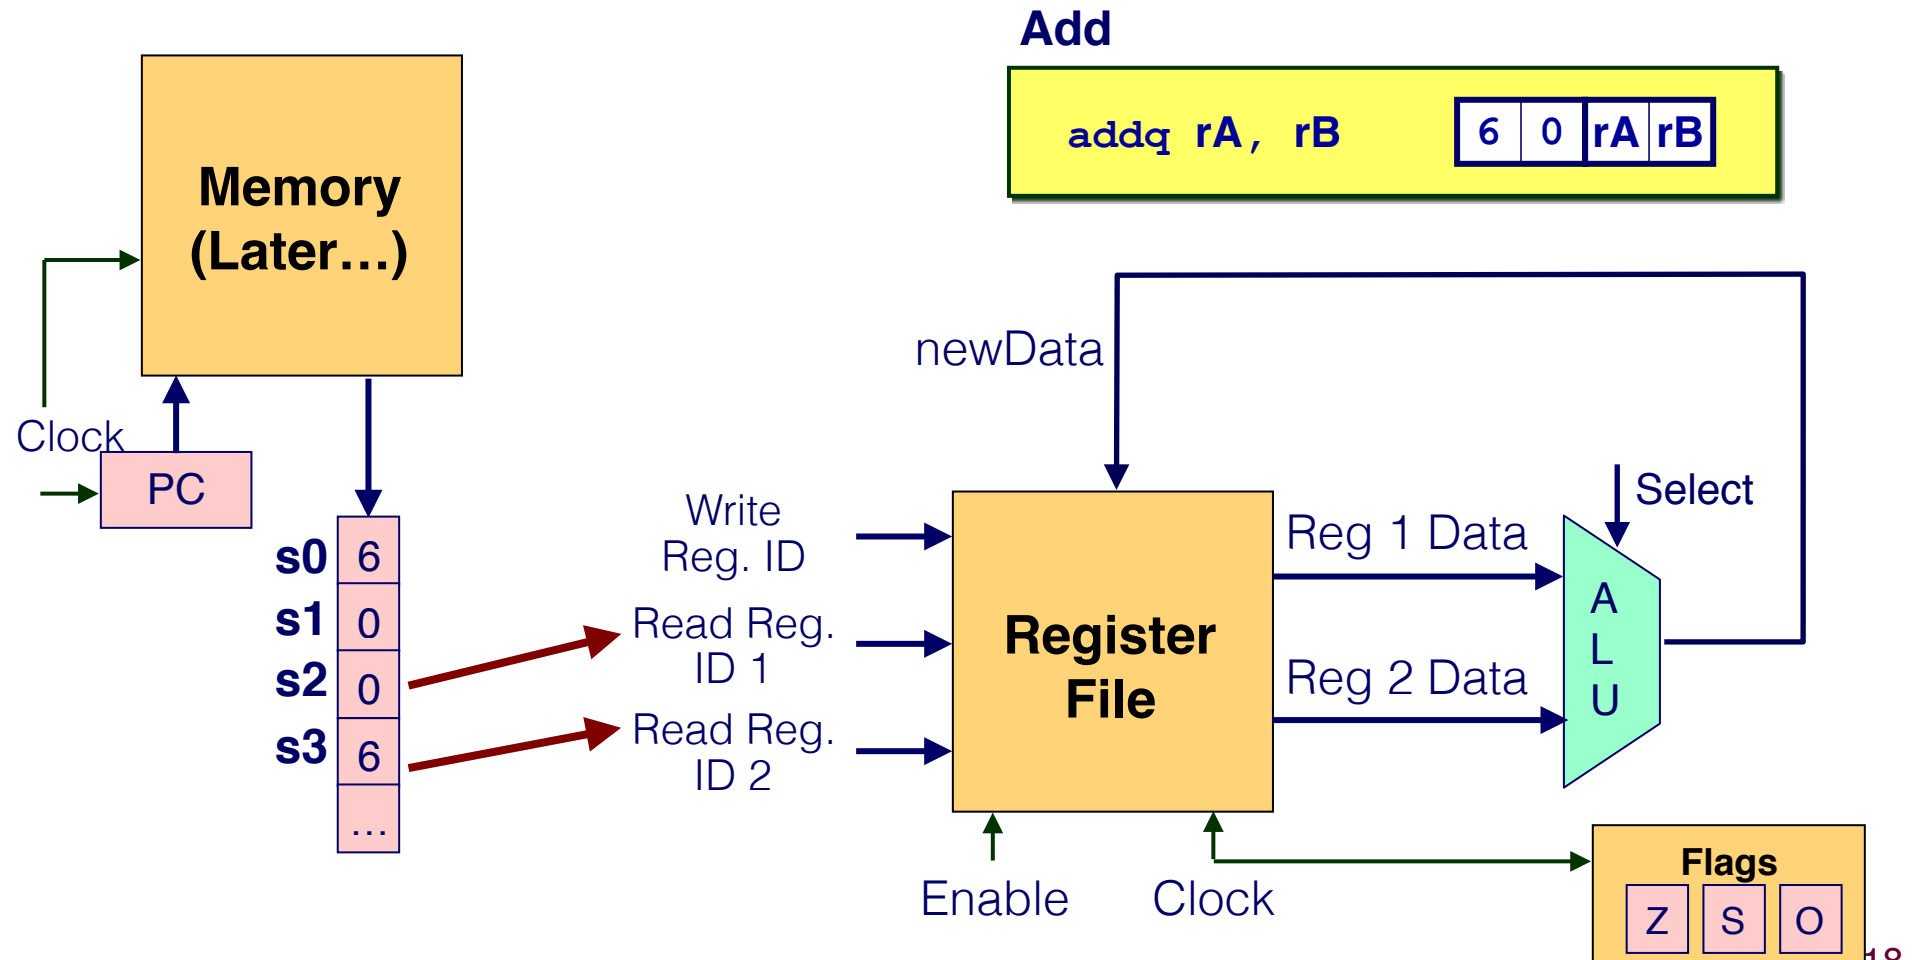 Add
addq rA, rB
6 0 rA rB
Memory
(Later...)
newData
Clock
PC
Select
Write
Reg. ID
Reg 1 Data
s0 6
s1 0
s2 0
s3 6
...
Read Reg.
ID 1
Read Reg.
ID 2
Register
File
Reg 2 Data
A
L
U
Enable
Clock
Flags
Z S O
18